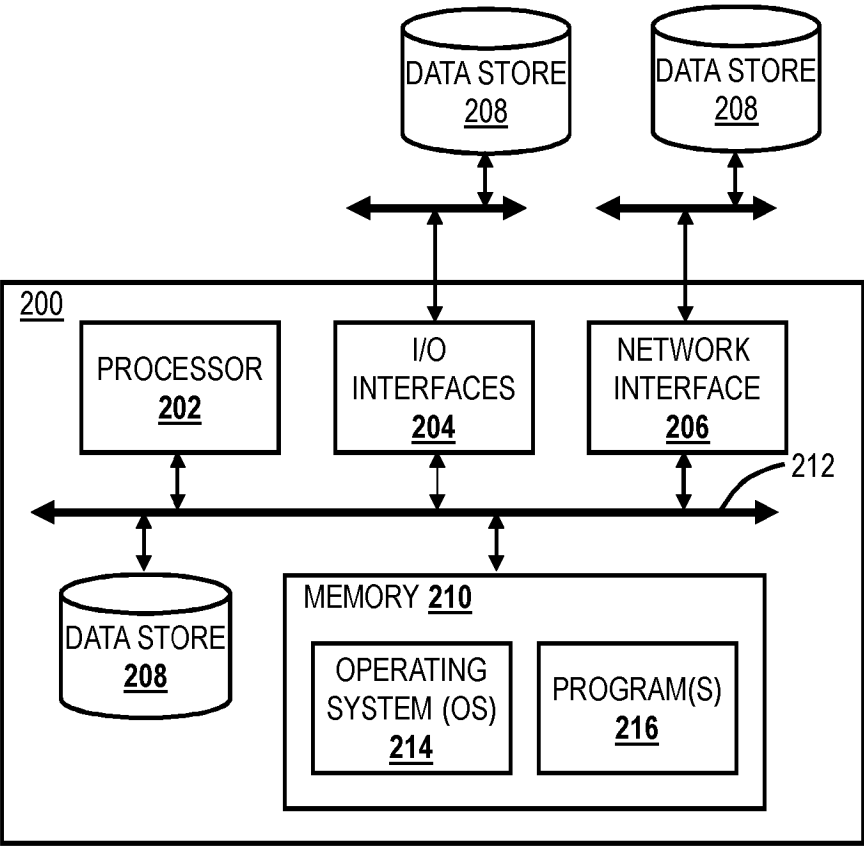 DATA STORE
208
DATA STORE
208
200
PROCESSOR
202
I/O
INTERFACES
204
NETWORK
INTERFACE
206
212
DATA STORE
208
MEMORY 210
OPERATING
SYSTEM (OS)
214
PROGRAM(S)
216